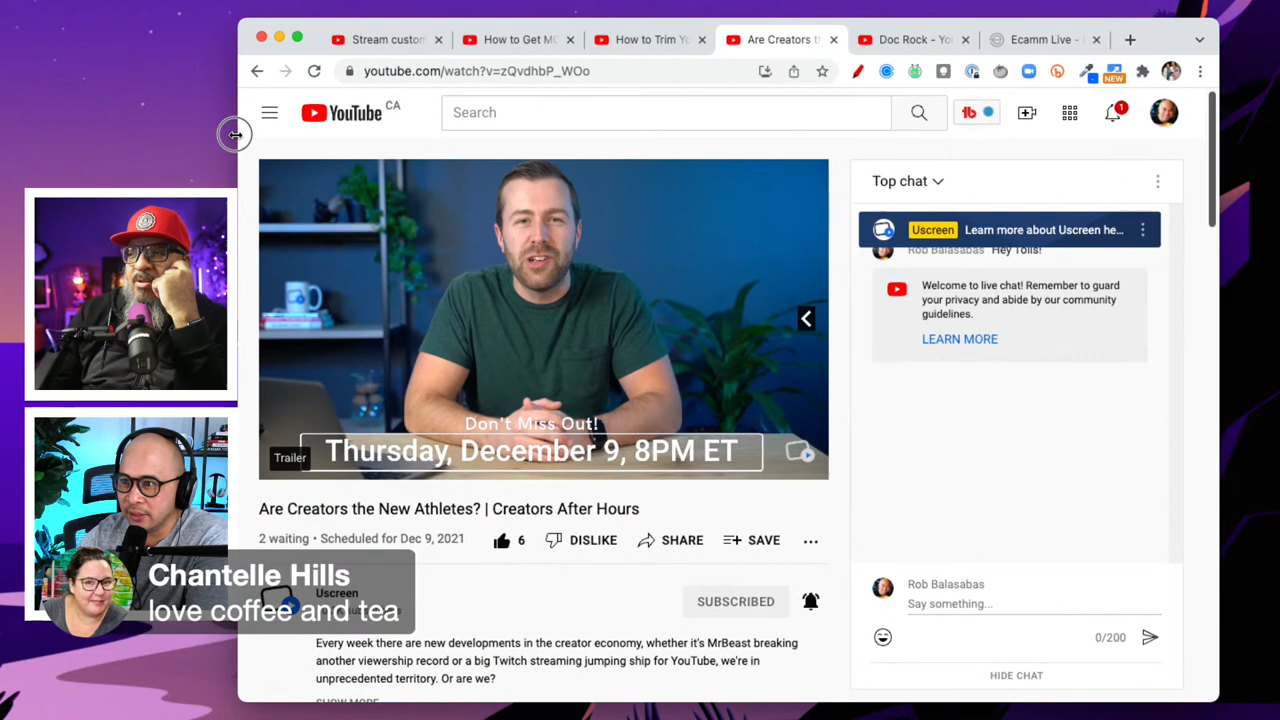 Stream custom
How to Get M
How to Trim Yo
Are Creators th
Doc Rock - Yo
Ecamm Live -
youtube.com/watch?v=zQvdhbP_WOo
NEW
YouTube CA
Search
tb
1
Don't Miss Out!
Thursday, December 9, 8PM ET
Trailer
Top chat
Uscreen Learn more about Uscreen he...
Rob Balasabas Hey Tolis!
Welcome to live chat! Remember to guard
your privacy and abide by our community
guidelines.
LEARN MORE
Are Creators the New Athletes? | Creators After Hours
2 waiting • Scheduled for Dec 9, 2021
6
DISLIKE
SHARE
SAVE
Chantelle Hills
love coffee and tea
Uscreen
SUBSCRIBED
Every week there are new developments in the creator economy, whether it's MrBeast breaking
another viewership record or a big Twitch streaming jumping ship for YouTube, we're in
unprecedented territory. Or are we?
SHOW MORE
Rob Balasabas
Say something...
0/200
HIDE CHAT